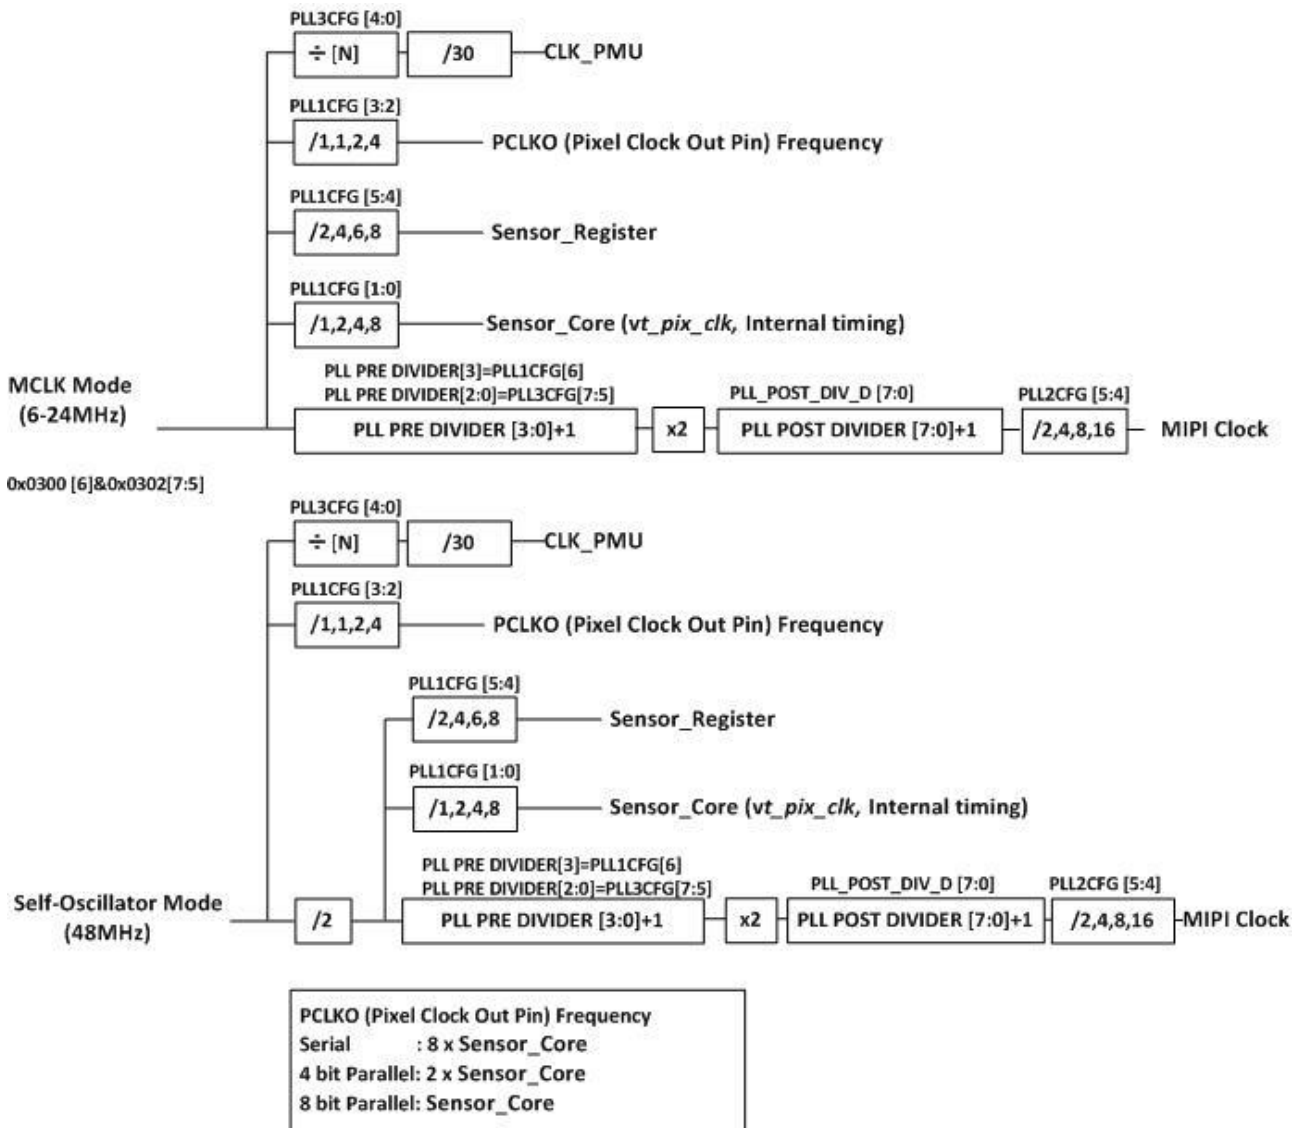 PLL3CFG [4:0]
÷ [N] /30 CLK_PMU
PLL1CFG [3:2]
/1,1,2,4 PCLKO (Pixel Clock Out Pin) Frequency
PLL1CFG [5:4]
/2,4,6,8 Sensor_Register
PLL1CFG [1:0]
/1,2,4,8 Sensor_Core (vt_pix_clk, Internal timing)
PLL PRE DIVIDER[3]=PLL1CFG[6]
PLL PRE DIVIDER[2:0]=PLL3CFG[7:5] PLL_POST_DIV_D [7:0] PLL2CFG [5:4]
MCLK Mode
(6-24MHz)
PLL PRE DIVIDER [3:0]+1 x2 PLL POST DIVIDER [7:0]+1 /2,4,8,16 MIPI Clock
0x0300 [6]&0x0302[7:5]
PLL3CFG [4:0]
÷ [N] /30 CLK_PMU
PLL1CFG [3:2]
/1,1,2,4 PCLKO (Pixel Clock Out Pin) Frequency
PLL1CFG [5:4]
/2,4,6,8 Sensor_Register
PLL1CFG [1:0]
/1,2,4,8 Sensor_Core (vt_pix_clk, Internal timing)
PLL PRE DIVIDER[3]=PLL1CFG[6]
PLL PRE DIVIDER[2:0]=PLL3CFG[7:5] PLL_POST_DIV_D [7:0] PLL2CFG [5:4]
Self-Oscillator Mode
(48MHz)
/2 PLL PRE DIVIDER [3:0]+1 x2 PLL POST DIVIDER [7:0]+1 /2,4,8,16 MIPI Clock
PCLKO (Pixel Clock Out Pin) Frequency
Serial : 8 x Sensor_Core
4 bit Parallel: 2 x Sensor_Core
8 bit Parallel: Sensor_Core